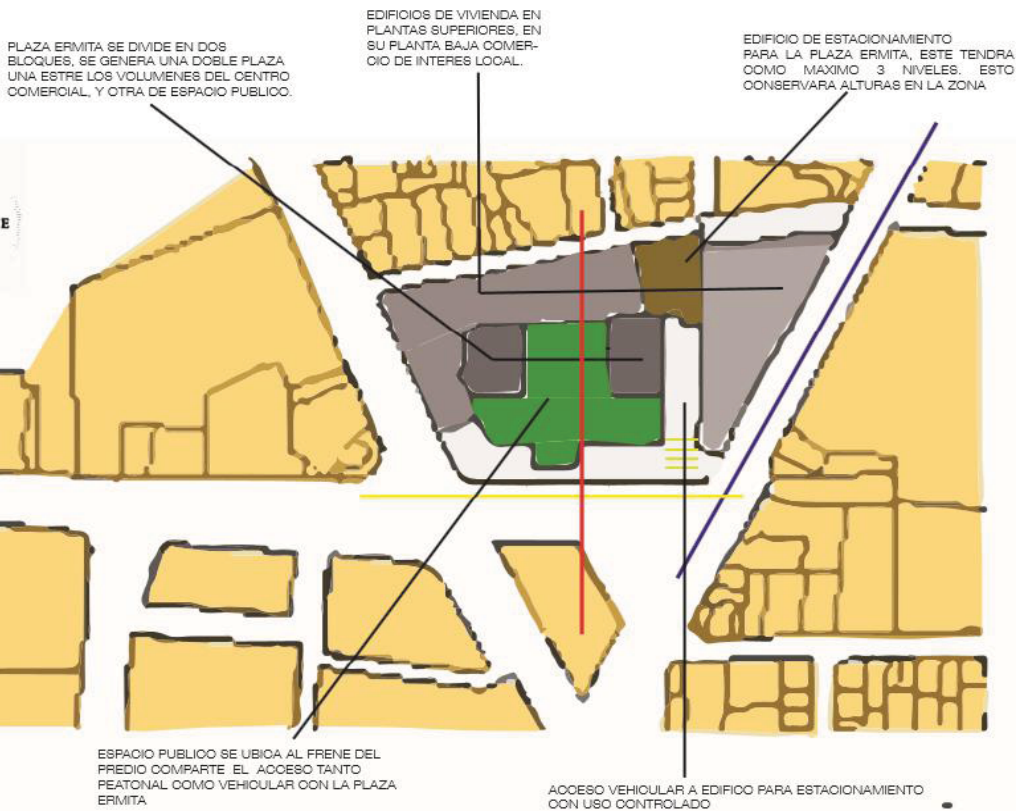 PLAZA ERMITA SE DIVIDE EN DOS
BLOQUES, SE GENERA UNA DOBLE PLAZA
UNA ESTRE LOS VOLUMENES DEL CENTRO
COMERCIAL, Y OTRA DE ESPACIO PUBLICO.
EDIFICIOS DE VIVIENDA EN
PLANTAS SUPERIORES, EN
SU PLANTA BAJA COMER-
CIO DE INTERES LOCAL.
EDIFICIO DE ESTACIONAMIENTO
PARA LA PLAZA ERMITA, ESTE TENDRA
COMO MAXIMO 3 NIVELES. ESTO
CONSERVARA ALTURAS EN LA ZONA
E
ESPACIO PUBLICO SE UBICA AL FRENE DEL
PREDIO COMPARTE EL ACCESO TANTO
PEATONAL COMO VEHICULAR CON LA PLAZA
ERMITA
ACCESO VEHICULAR A EDIFICO PARA ESTACIONAMIENTO
CON USO CONTROLADO